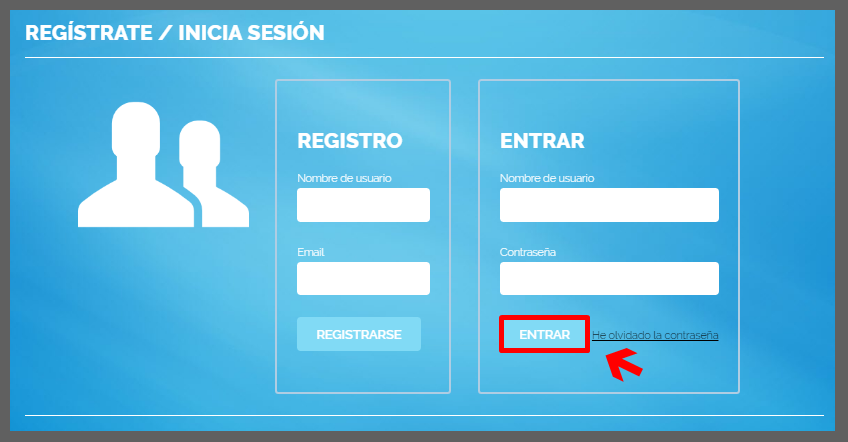 REGÍSTRATE / INICIA SESIÓN
REGISTRO
Nombre de usuario
Email
REGISTRARSE
ENTRAR
Nombre de usuario
Contraseña
ENTRAR He olvidado la contraseña